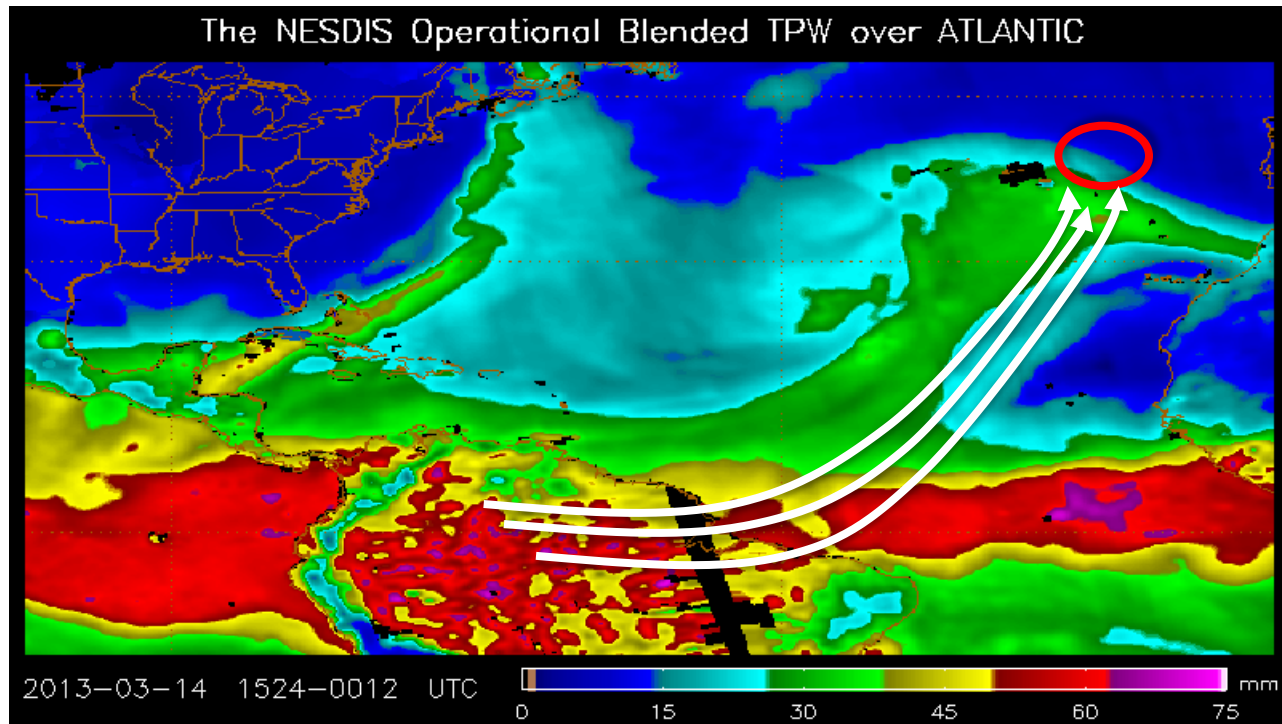 The NESDIS Operational Blended TPW over ATLANTIC
2013-03-14 1524-0012 UTC
mm
0 15 30 45 60 75